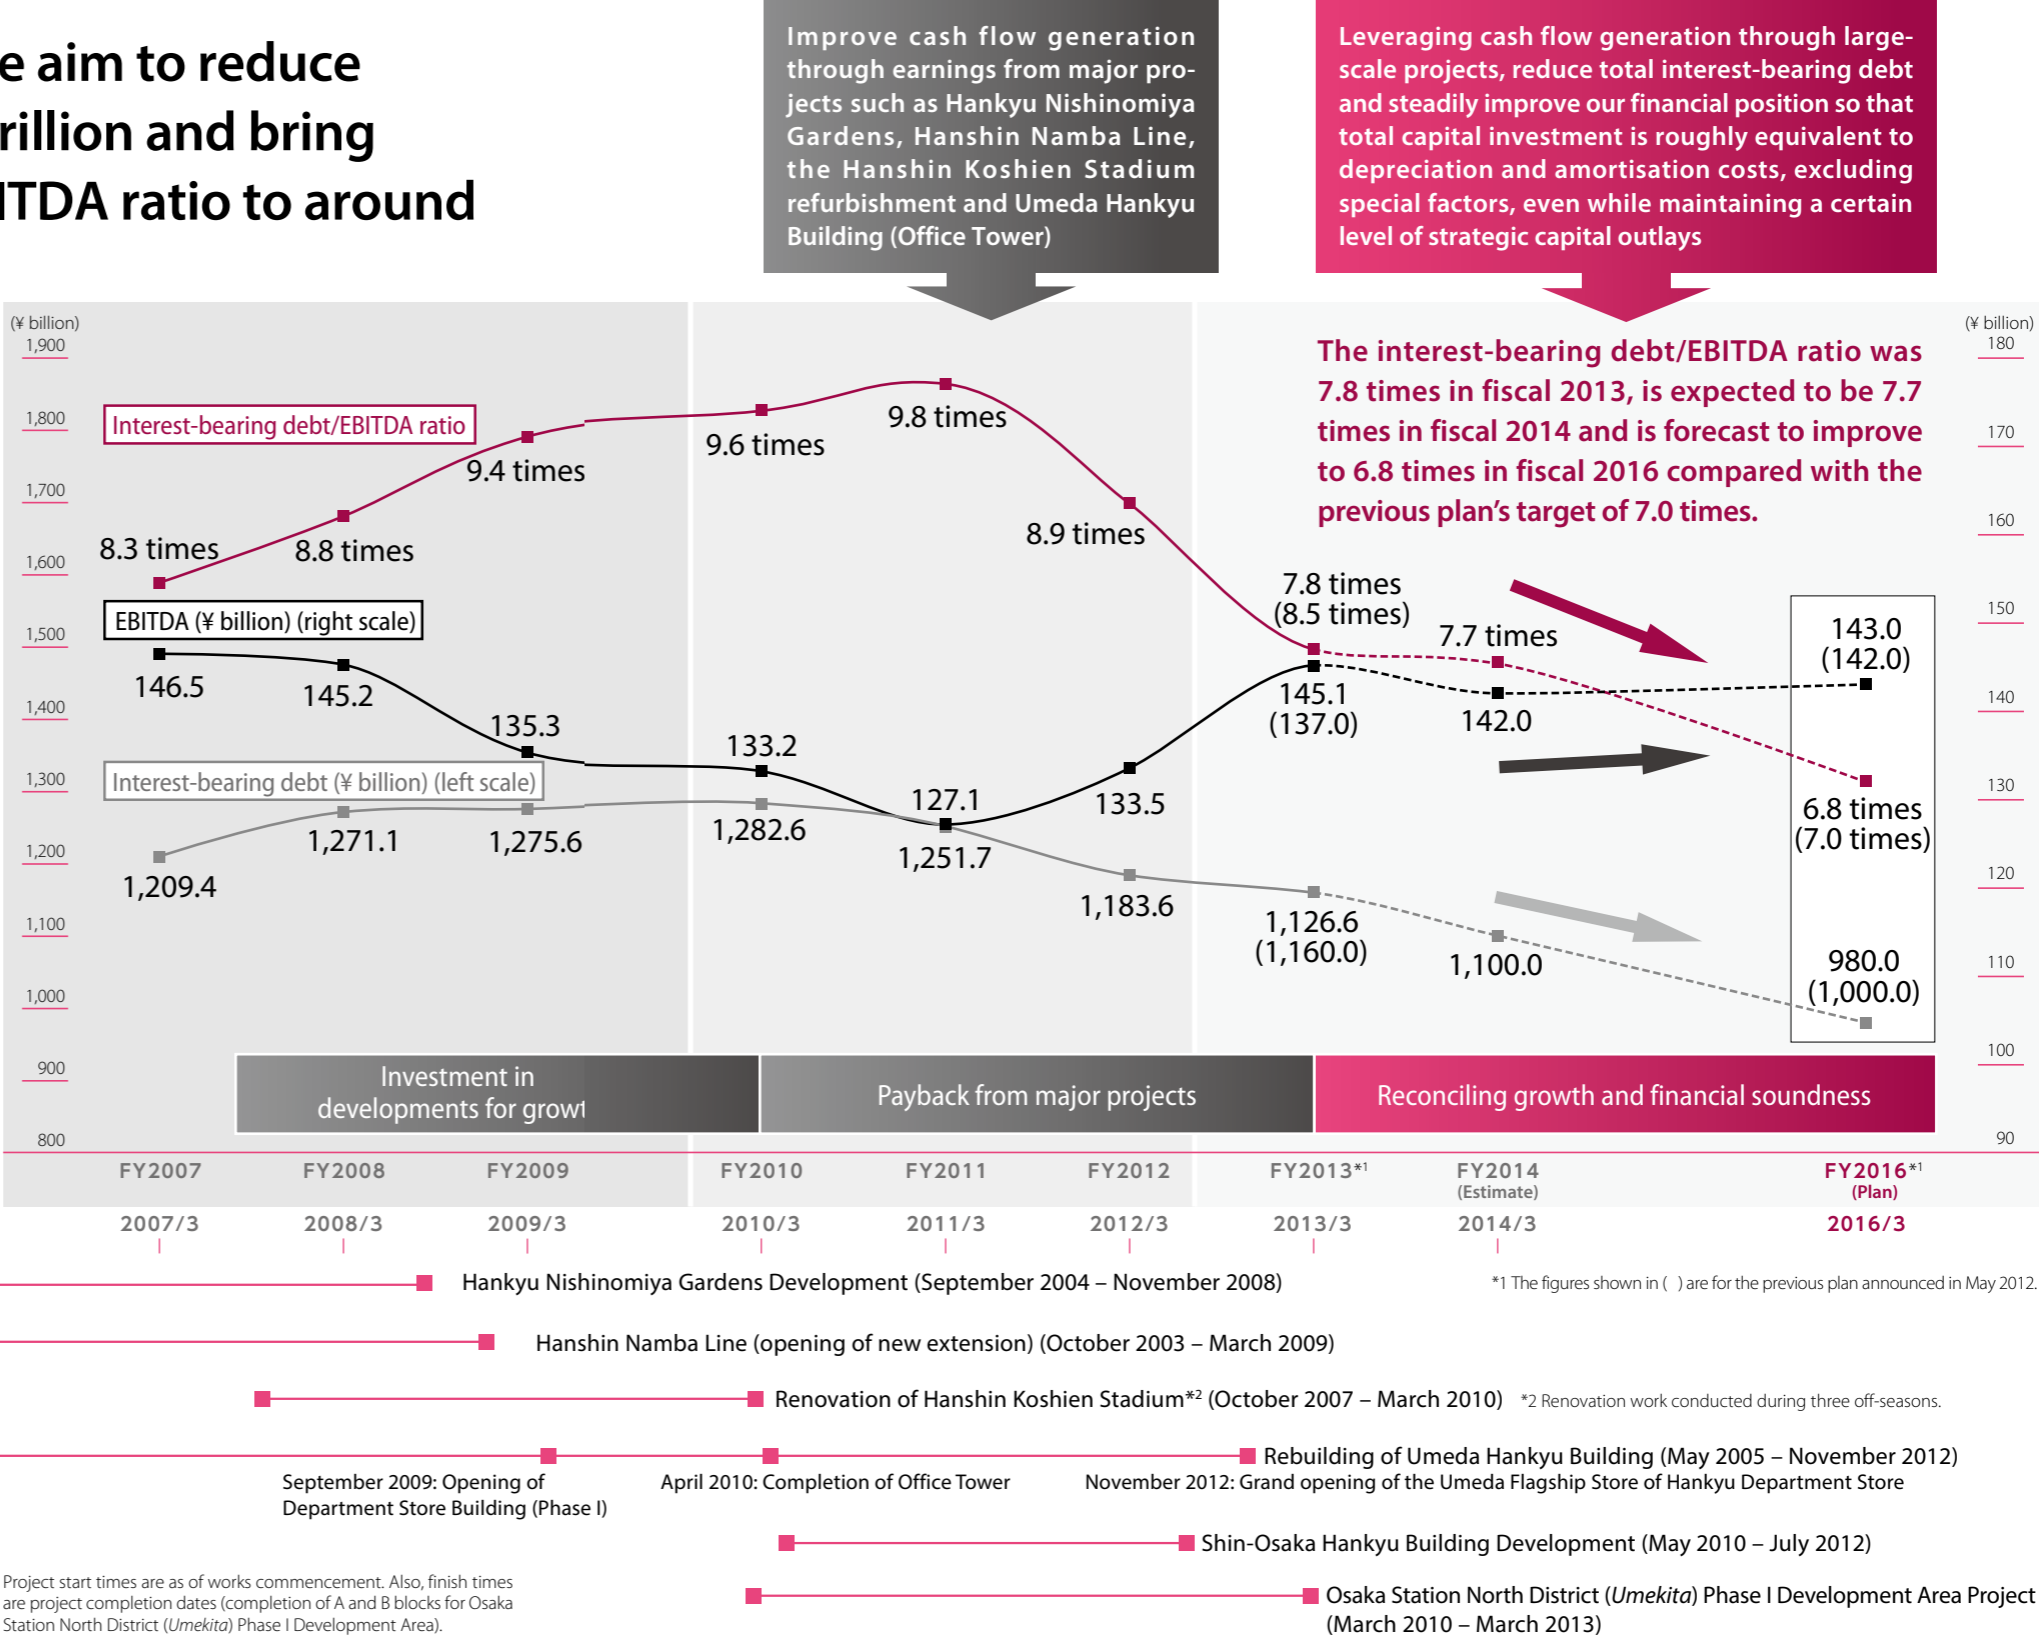 e aim to reduce
rillion and bring
ITDA ratio to around
Improve cash flow generation
through earnings from major pro-
jects such as Hankyu Nishinomiya
Gardens, Hanshin Namba Line,
the Hanshin Koshien Stadium
refurbishment and Umeda Hankyu
Building (Office Tower)
Leveraging cash flow generation through large-
scale projects, reduce total interest-bearing debt
and steadily improve our financial position so that
total capital investment is roughly equivalent to
depreciation and amortisation costs, excluding
special factors, even while maintaining a certain
level of strategic capital outlays
(¥ billion)
1,900
1,800
1,700
1,600
1,500
1,400
1,300
1,200
1,100
1,000
900
800
(¥ billion)
180
170
160
150
140
130
120
110
100
90
The interest-bearing debt/EBITDA ratio was
7.8 times in fiscal 2013, is expected to be 7.7
times in fiscal 2014 and is forecast to improve
to 6.8 times in fiscal 2016 compared with the
previous plan's target of 7.0 times.
Interest-bearing debt/EBITDA ratio
8.3 times
8.8 times
9.4 times
9.6 times
9.8 times
8.9 times
7.8 times
(8.5 times)
7.7 times
6.8 times
(7.0 times)
EBITDA (¥ billion) (right scale)
146.5
145.2
135.3
133.2
127.1
133.5
145.1
(137.0)
142.0
143.0
(142.0)
Interest-bearing debt (¥ billion) (left scale)
1,209.4
1,271.1
1,275.6
1,282.6
1,251.7
1,183.6
1,126.6
(1,160.0)
1,100.0
980.0
(1,000.0)
Investment in
developments for growt
Payback from major projects
Reconciling growth and financial soundness
FY2007 FY2008 FY2009 FY2010 FY2011 FY2012 FY2013*1 FY2014 FY2016*1
(Estimate) (Plan)
2007/3 2008/3 2009/3 2010/3 2011/3 2012/3 2013/3 2014/3 2016/3
Hankyu Nishinomiya Gardens Development (September 2004 – November 2008)
*1 The figures shown in ( ) are for the previous plan announced in May 2012.
Hanshin Namba Line (opening of new extension) (October 2003 – March 2009)
Renovation of Hanshin Koshien Stadium*2 (October 2007 – March 2010)
*2 Renovation work conducted during three off-seasons.
Rebuilding of Umeda Hankyu Building (May 2005 – November 2012)
September 2009: Opening of
Department Store Building (Phase I)
April 2010: Completion of Office Tower
November 2012: Grand opening of the Umeda Flagship Store of Hankyu Department Store
Shin-Osaka Hankyu Building Development (May 2010 – July 2012)
Osaka Station North District (Umekita) Phase I Development Area Project
(March 2010 – March 2013)
Project start times are as of works commencement. Also, finish times
are project completion dates (completion of A and B blocks for Osaka
Station North District (Umekita) Phase I Development Area).